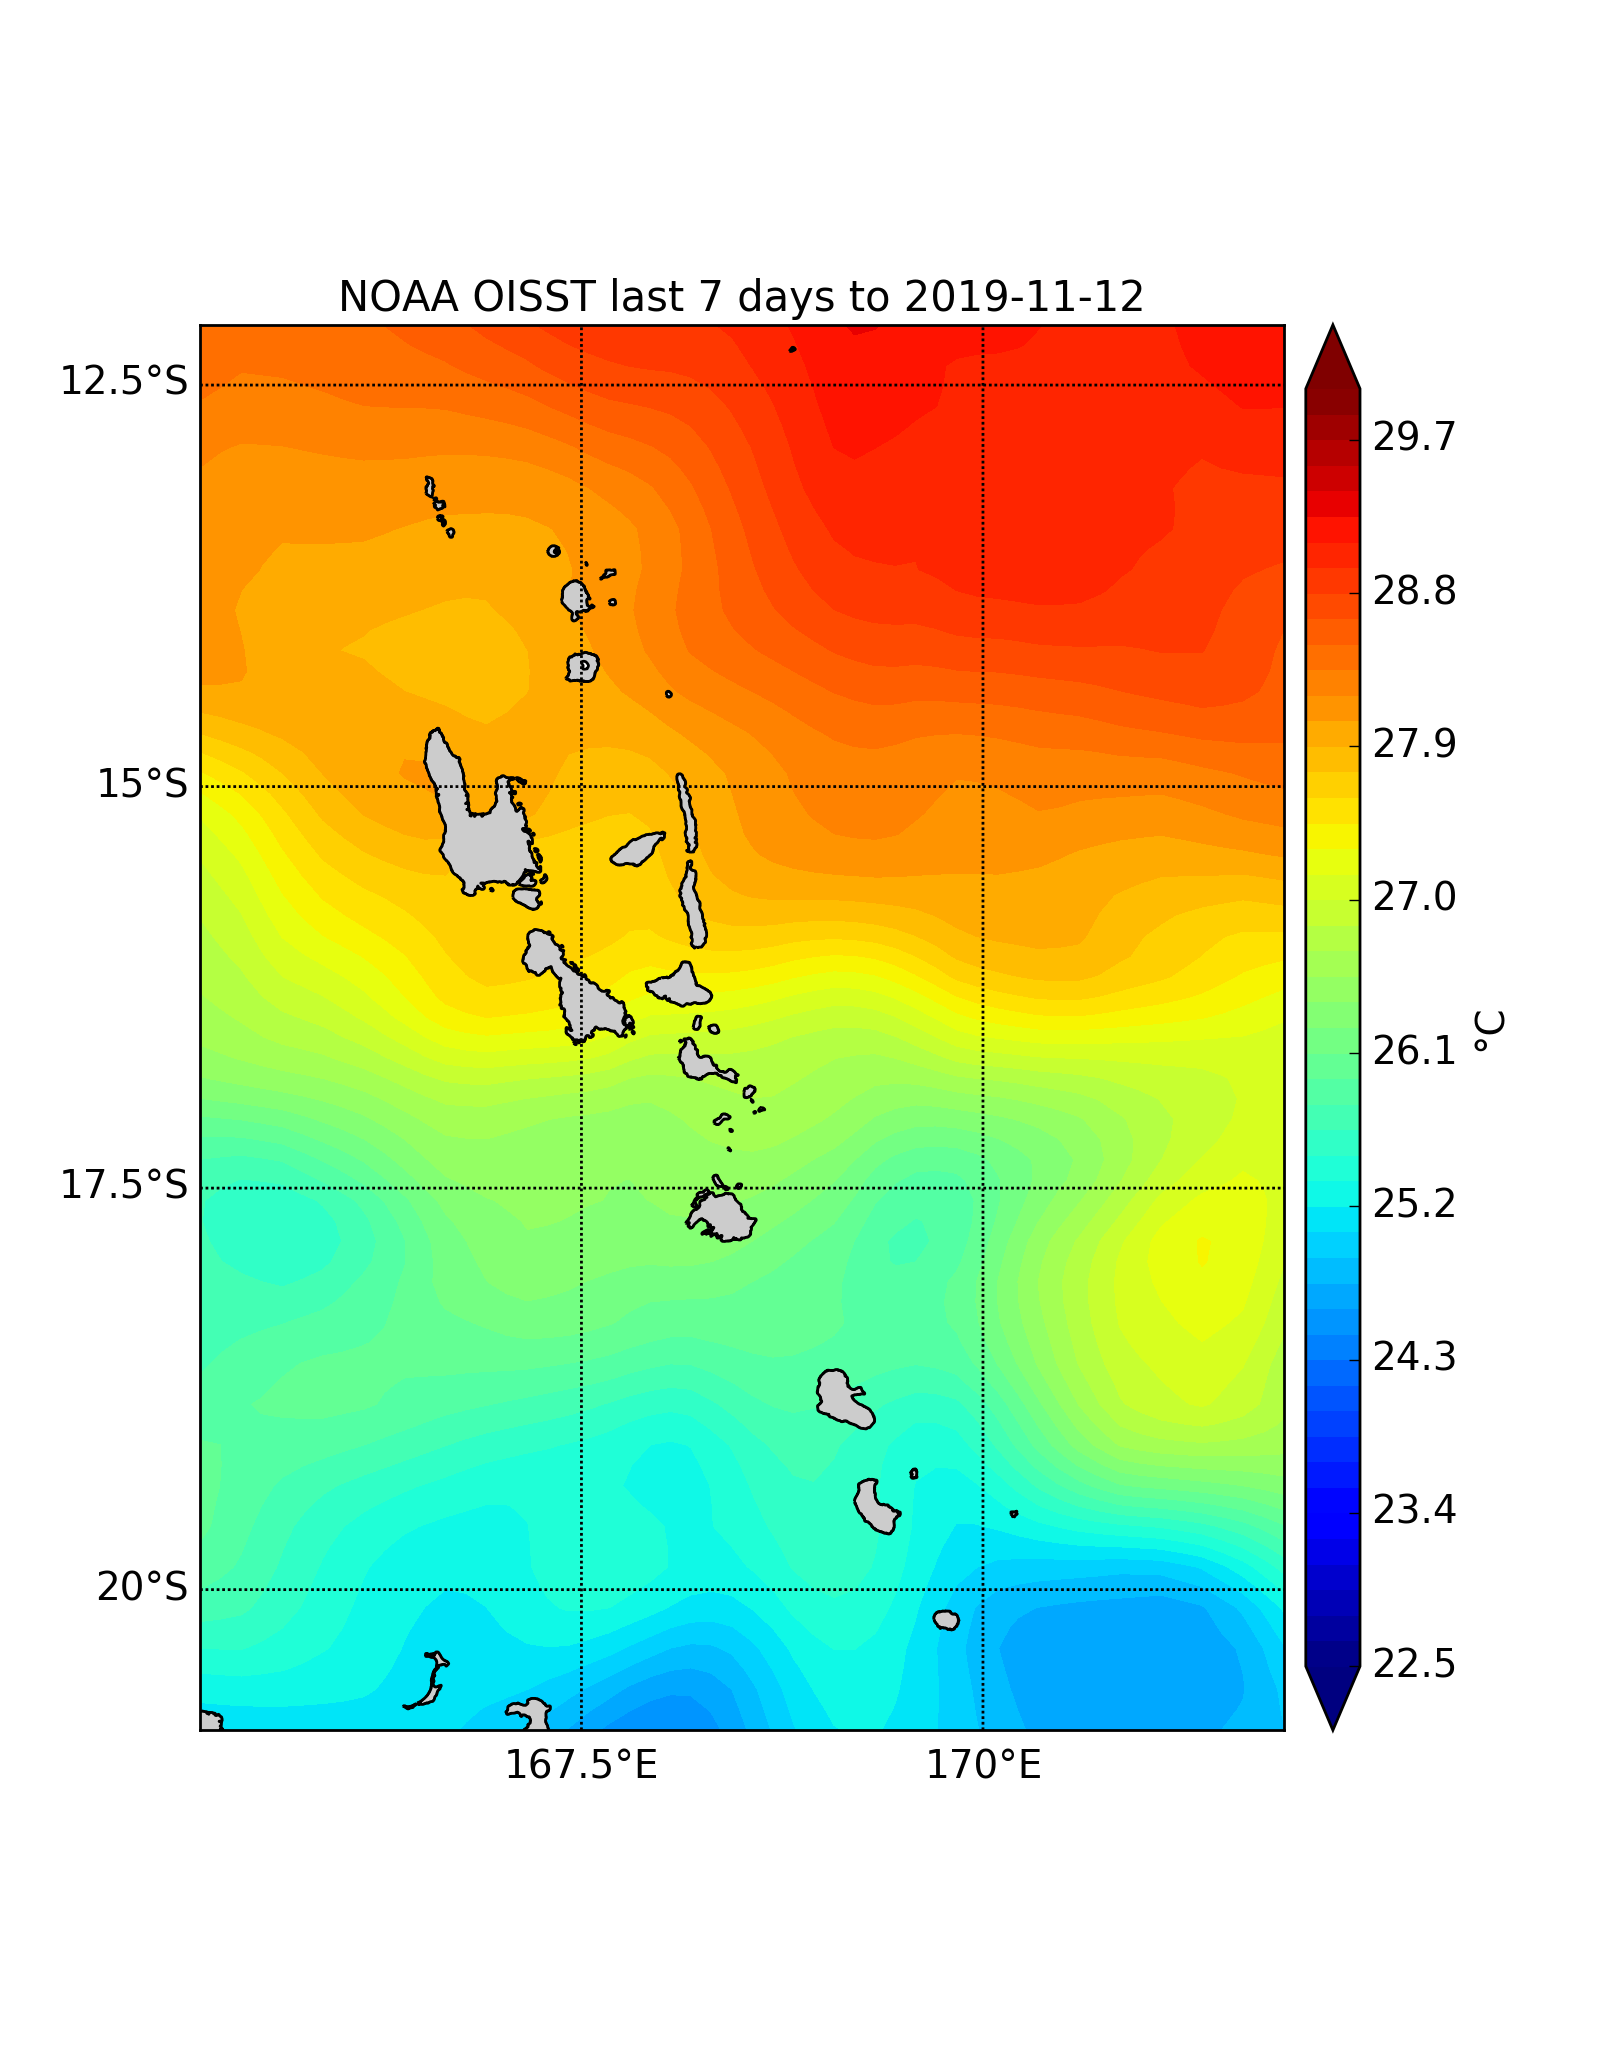 NOAA OISST last 7 days to 2019-11-12
12.5°S
15°S
17.5°S
20°S
167.5°E
170°E
29.7
28.8
27.9
27.0
26.1
25.2
24.3
23.4
22.5
°C